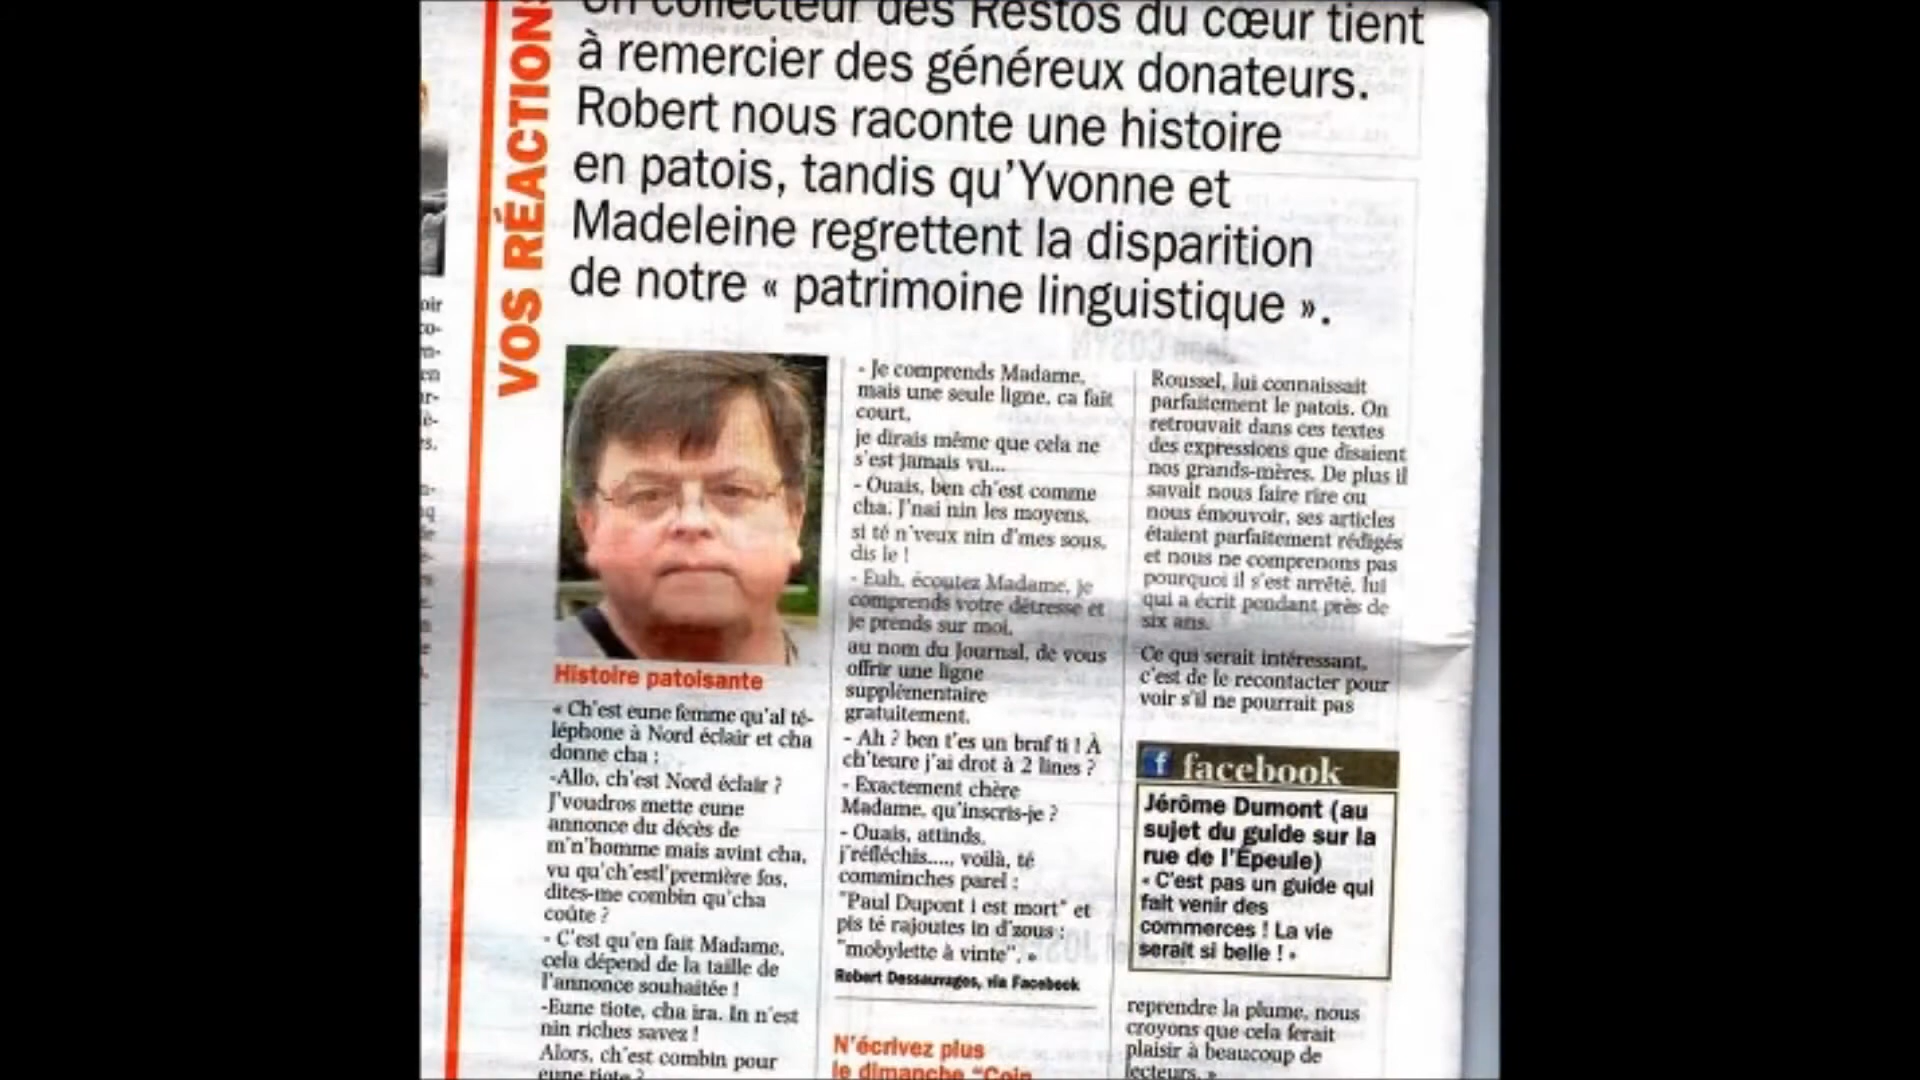 Un collecteur des Restos du cœur tient
à remercier des généreux donateurs.
Robert nous raconte une histoire
en patois, tandis qu'Yvonne et
Madeleine regrettent la disparition
de notre « patrimoine linguistique ».
VOS RÉACTIONS
Histoire patoisante
« Ch'est eune femme qu'al té-
léphone à Nord éclair et cha
donne cha :
-Allo, ch'est Nord éclair ?
J'voudros mette eune
annonce du décès de
m'n'homme mais avint cha,
vu qu'ch'estl'première fos,
dites-me combin qu'cha
coûte ?
- C'est qu'en fait Madame,
cela dépend de la taille de
l'annonce souhaitée !
-Eune tiote, cha ira. In n'est
nin riches savez !
Alors, ch'est combin pour
eune tiote ?
- Je comprends Madame,
mais une seule ligne, ca fait
court,
je dirais même que cela ne
s'est jamais vu...
- Ouais, ben ch'est comme
cha. J'nai nin les moyens,
si té n'veux nin d'mes sous,
dis le !
- Euh, écoutez Madame, je
comprends votre détresse et
je prends sur moi,
au nom du Journal, de vous
offrir une ligne
supplémentaire
gratuitement.
- Ah ? ben t'es un braf ti ! À
ch'teure j'ai drot à 2 lines ?
- Exactement chère
Madame, qu'inscris-je ?
- Ouais, attinds,
j'réfléchis...., voilà, té
comminches parei :
"Paul Dupont i est mort" et
pis té rajoutes in d'zous :
"mobylette à vinte". »
Robert Dessauvages, via Facebook
N'écrivez plus
le dimanche "Coin
Roussel, lui connaissait
parfaitement le patois. On
retrouvait dans ces textes
des expressions que disaient
nos grands-mères. De plus il
savait nous faire rire ou
nous émouvoir, ses articles
étaient parfaitement rédigés
et nous ne comprenons pas
pourquoi il s'est arrêté, lui
qui a écrit pendant près de
six ans.
Ce qui serait intéressant,
c'est de le recontacter pour
voir s'il ne pourrait pas
f facebook
Jérôme Dumont (au
sujet du guide sur la
rue de l'Epeule)
« C'est pas un guide qui
fait venir des
commerces ! La vie
serait si belle ! »
reprendre la plume, nous
croyons que cela ferait
plaisir à beaucoup de
lecteurs. »